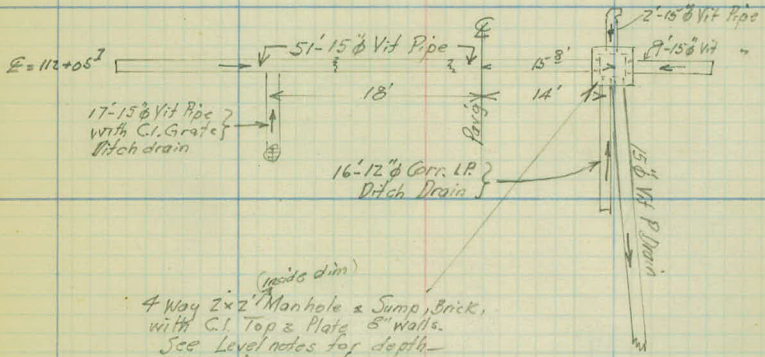 ℄
2'-15"ϕ Vit Pipe
51'-15"ϕ Vit Pipe
9'-15"ϕ Vit "
℄ = 112+05
15 8'
18'
14'
17'-15"ϕ Vit Pipe
with C.I. Grate
Ditch drain
Paving
16'-12"ϕ Corr. I.P.
Ditch Drain
15"ϕ Vit P. Drain
(inside dim)
4 Way 2'x2' Manhole & Sump, Brick,
with C.I. Top & Plate 8" walls.
See Level notes for depth—